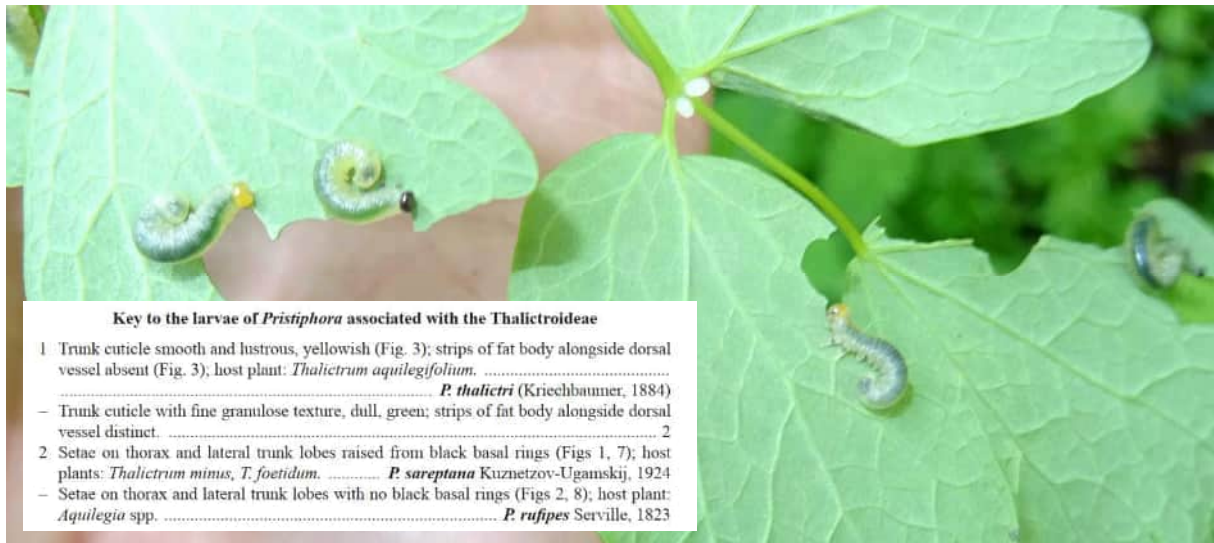 Key to the larvae of Pristiphora associated with the Thalictroideae
1 Trunk cuticle smooth and lustrous, yellowish (Fig. 3); strips of fat body alongside dorsal
vessel absent (Fig. 3); host plant: Thalictrum aquilegifolium. ........................................
................................................................................ P. thalictri (Kriechbaumer, 1884)
– Trunk cuticle with fine granulose texture, dull, green; strips of fat body alongside dorsal
vessel distinct. .................................................................................................... 2
2 Setae on thorax and lateral trunk lobes raised from black basal rings (Figs 1, 7); host
plants: Thalictrum minus, T. foetidum. ............ P. sareptana Kuznetzov-Ugamskij, 1924
– Setae on thorax and lateral trunk lobes with no black basal rings (Figs 2, 8); host plant:
Aquilegia spp. ...................................................................... P. rufipes Serville, 1823